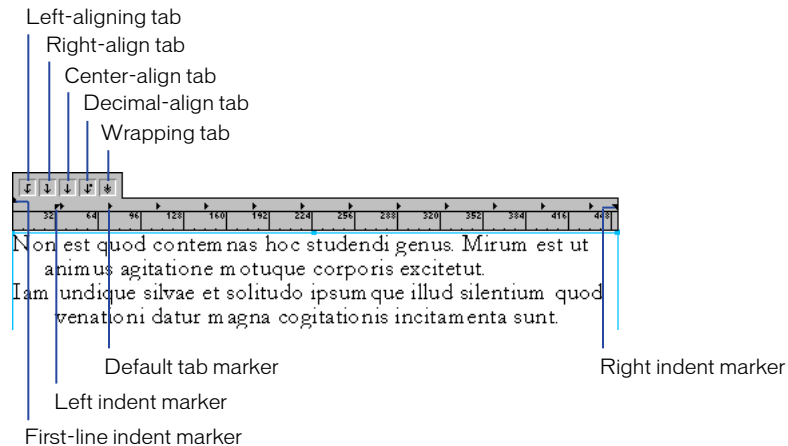 Left-aligning tab
Right-align tab
Center-align tab
Decimal-align tab
Wrapping tab
32 64 96 128 160 192 224 256 288 320 352 384 416 448
Non est quod contemnas hoc studendi genus. Mirum est ut
animus agitatione motuque corporis excitetut.
Iam undique silvae et solitudo ipsumque illud silentium quod
venationi datur magna cogitationis incitamenta sunt.
Default tab marker
Right indent marker
Left indent marker
First-line indent marker